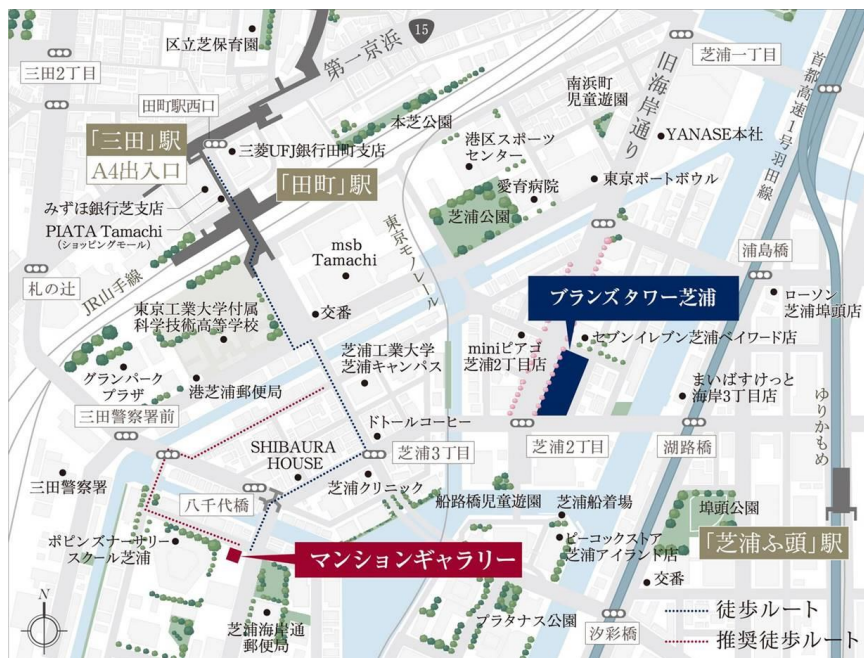 区立芝保育園
15
第一京浜
三田2丁目
田町駅西口
旧海岸通り
芝浦一丁目
首都高速1号羽田線
南浜町
児童遊園
本芝公園
「三田」駅
A4出入口
三菱UFJ銀行田町支店
港区スポーツ
センター
YANASE本社
愛育病院
東京ポートボウル
「田町」駅
みずほ銀行芝支店
PIATA Tamachi
(ショッピングモール)
芝浦公園
東京モノレール
msb
Tamachi
浦島橋
札の辻
JR山手線
ブランズ タワー芝浦
ローソン
芝浦埠頭店
東京工業大学付属
科学技術高等学校
交番
miniピアゴ
芝浦2丁目店
セブンイレブン芝浦ベイワード店
芝浦工業大学
芝浦キャンパス
グランパーク
プラザ
港芝浦郵便局
まいばすけっと
海岸3丁目店
ゆりかもめ
三田警察署前
ドトールコーヒー
芝浦2丁目
湖路橋
SHIBAURA
HOUSE
芝浦3丁目
三田警察署
八千代橋
芝浦クリニック
船路橋児童遊園
芝浦船着場
埠頭公園
ポピンズナーサリー
スクール芝浦
マンションギャラリー
ピーコックストア
芝浦アイランド店
「芝浦ふ頭」駅
交番
N
芝浦海岸通
郵便局
プラタナス公園
汐彩橋
徒歩ルート
推奨徒歩ルート